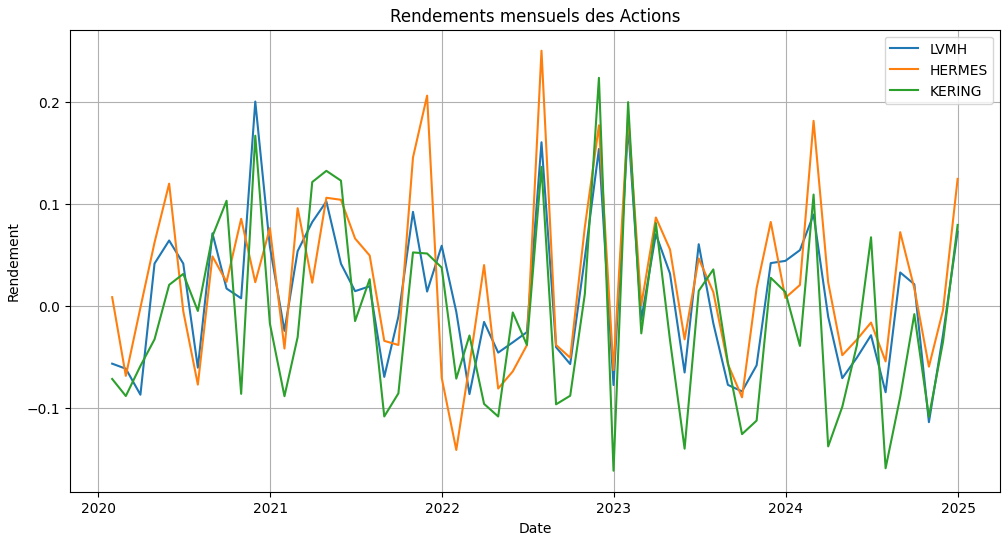 Rendements mensuels des Actions
LVMH
HERMES
KERING
Rendement
0.2
0.1
0.0
−0.1
2020
2021
2022
2023
2024
2025
Date